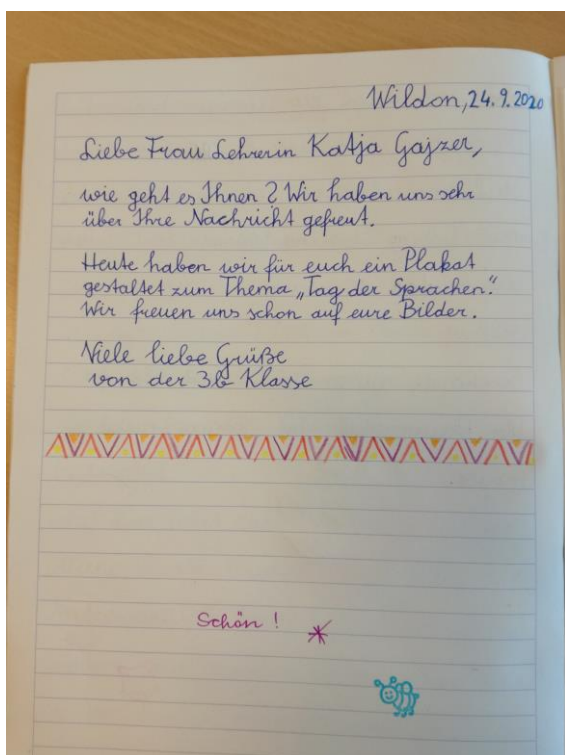 Wildon, 24.9.2020
Liebe Frau Lehrerin Katja Gajzer,
wie geht es Ihnen? Wir haben uns sehr
über Ihre Nachricht gefreut.
Heute haben wir für euch ein Plakat
gestaltet zum Thema „Tag der Sprachen“.
Wir freuen uns schon auf eure Bilder.
Viele liebe Grüße
von der 3b Klasse
Schön!